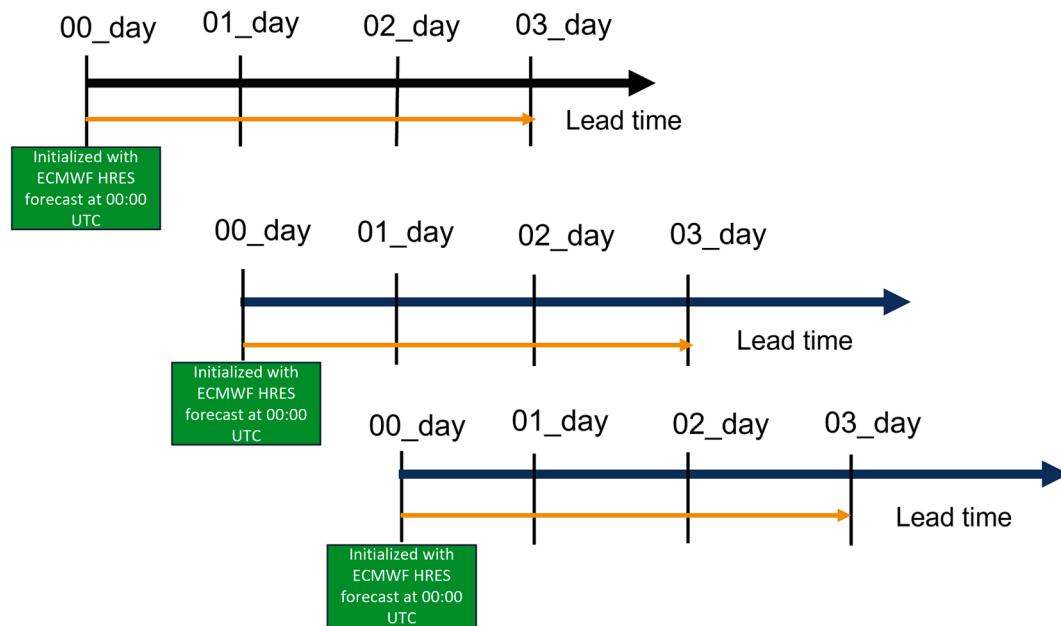 00_day 01_day 02_day 03_day
Lead time
Initialized with
ECMWF HRES
forecast at 00:00
UTC
00_day 01_day 02_day 03_day
Lead time
Initialized with
ECMWF HRES
forecast at 00:00
UTC
00_day 01_day 02_day 03_day
Lead time
Initialized with
ECMWF HRES
forecast at 00:00
UTC